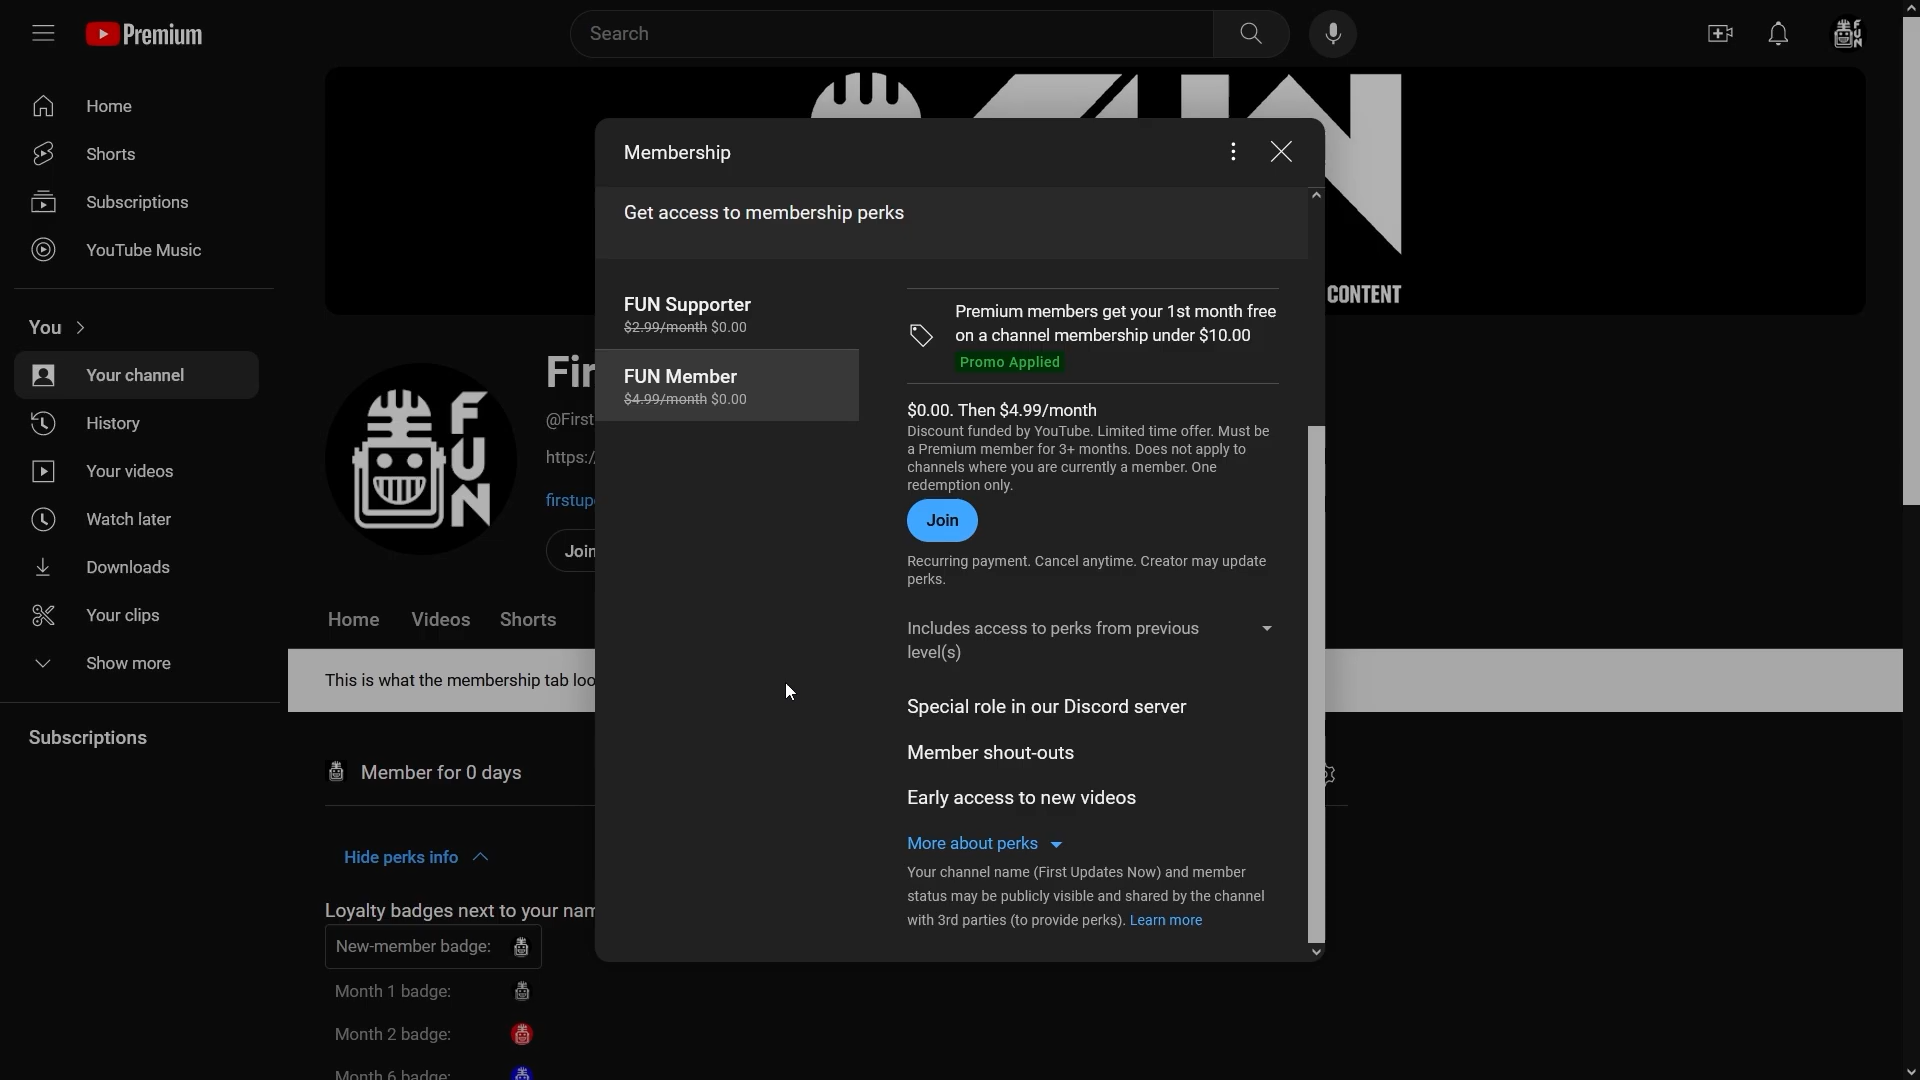 Premium
Search
Home
Shorts
Subscriptions
YouTube Music
You
Your channel
History
Your videos
Watch later
Downloads
Your clips
Show more
Subscriptions
CONTENT
FUN
@First
https:/
firstup
Join
Home Videos Shorts
This is what the membership tab loo
Member for 0 days
Hide perks info
Loyalty badges next to your nam
New-member badge:
Month 1 badge:
Month 2 badge:
Month 6 badge:
Membership
Get access to membership perks
FUN Supporter
$2.99/month $0.00
FUN Member
$4.99/month $0.00
Premium members get your 1st month free
on a channel membership under $10.00
Promo Applied
$0.00. Then $4.99/month
Discount funded by YouTube. Limited time offer. Must be
a Premium member for 3+ months. Does not apply to
channels where you are currently a member. One
redemption only.
Join
Recurring payment. Cancel anytime. Creator may update
perks.
Includes access to perks from previous
level(s)
Special role in our Discord server
Member shout-outs
Early access to new videos
More about perks
Your channel name (First Updates Now) and member
status may be publicly visible and shared by the channel
with 3rd parties (to provide perks). Learn more